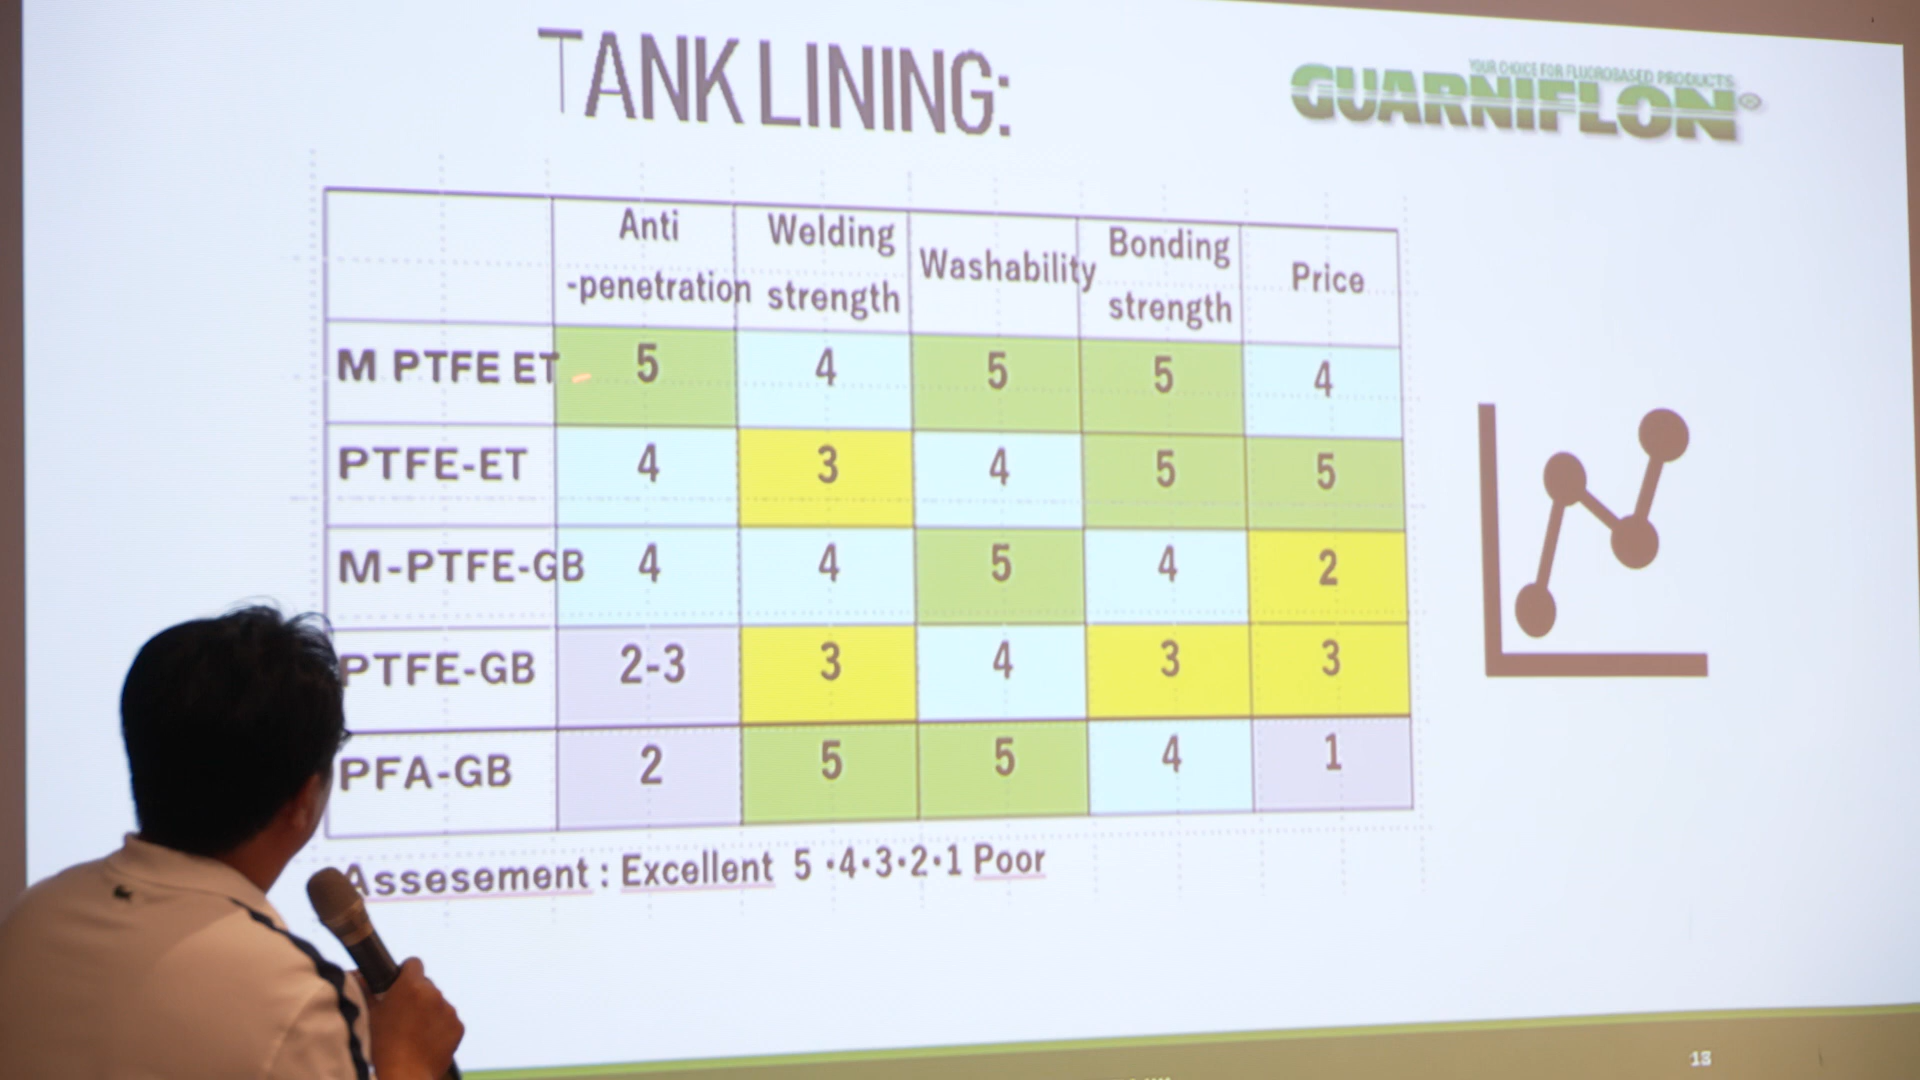 TANK LINING:
YOUR CHOICE FOR FLUOROBASED PRODUCTS
GUARNIFLON®
Anti -penetration Welding strength Washability Bonding strength Price
M PTFE ET 5 4 5 5 4
PTFE-ET 4 3 4 5 5
M-PTFE-GB 4 4 5 4 2
PTFE-GB 2-3 3 4 3 3
PFA-GB 2 5 5 4 1
Assesement : Excellent 5 ·4·3·2·1 Poor
13